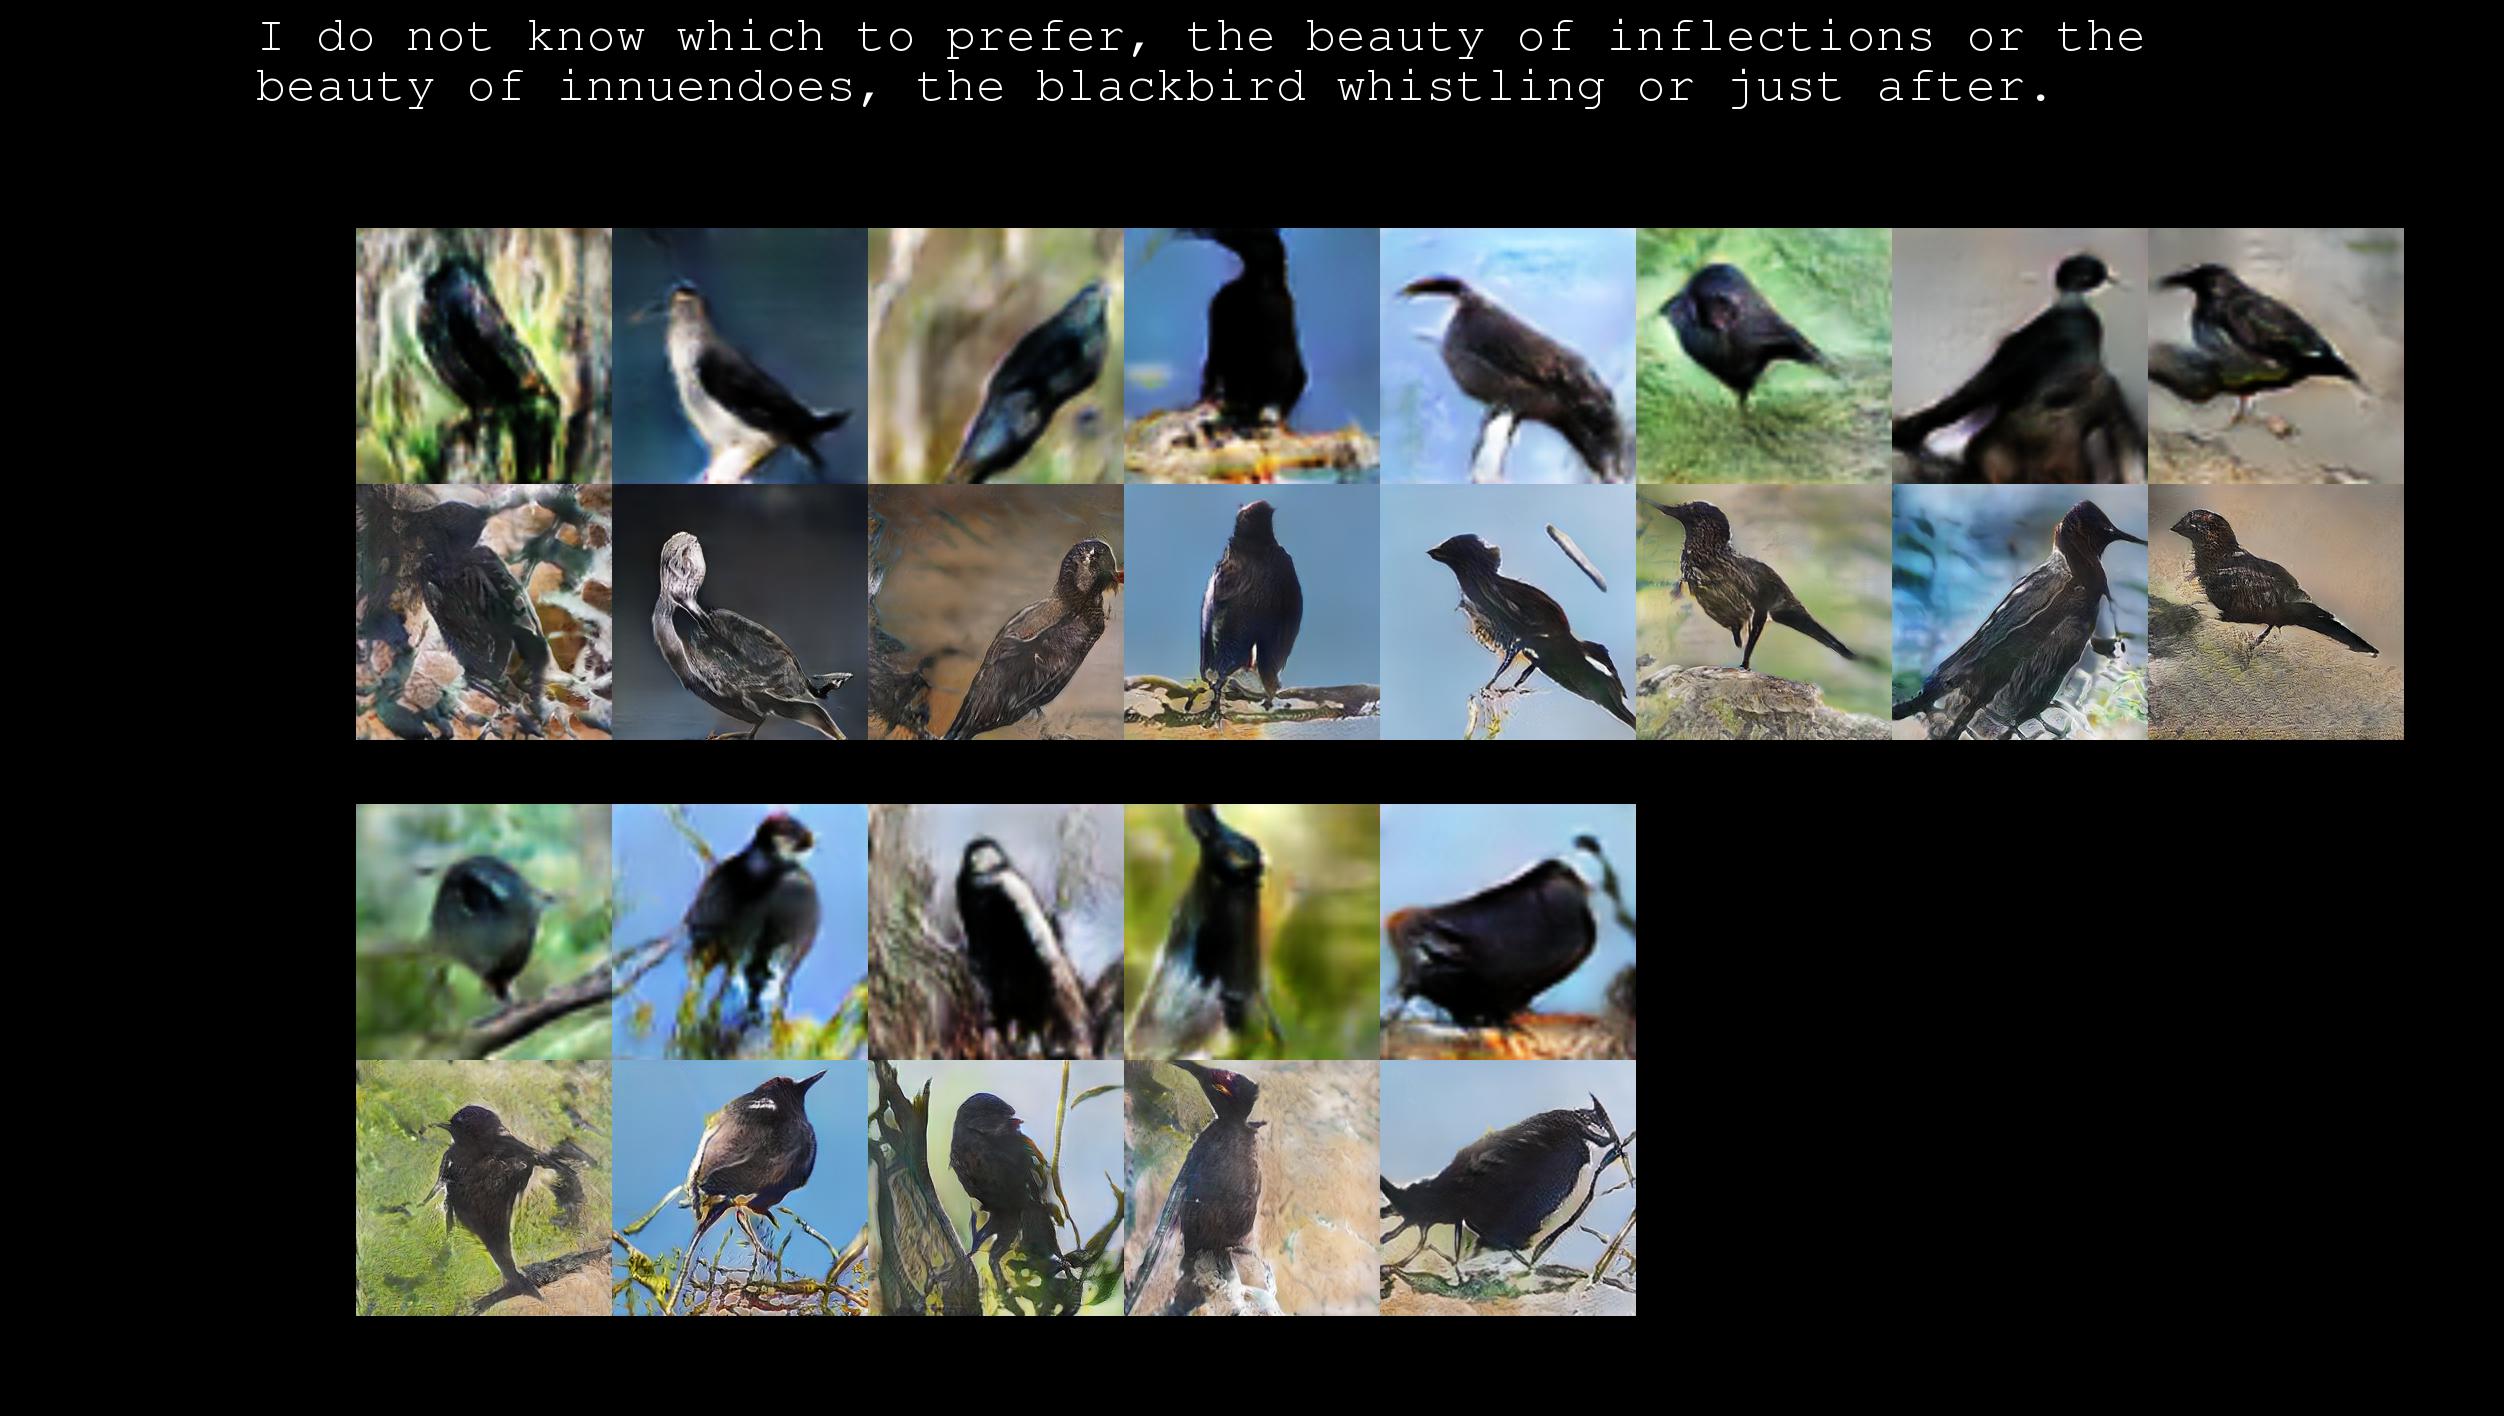 I do not know which to prefer, the beauty of inflections or the
beauty of innuendoes, the blackbird whistling or just after.